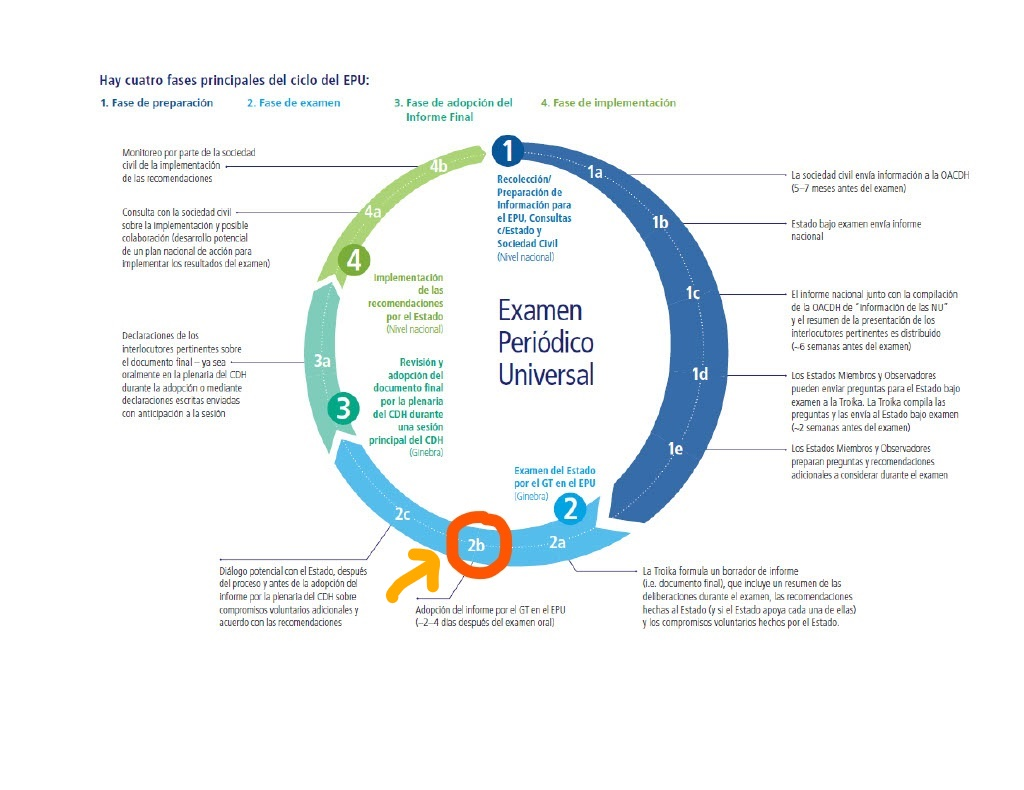 Hay cuatro fases principales del ciclo del EPU:
1. Fase de preparación
2. Fase de examen
3. Fase de adopción del
Informe Final
4. Fase de implementación
1
Recolección/
Preparación de
Información para
el EPU, Consultas
c/Estado y
Sociedad Civil
(Nivel nacional)
1a
La sociedad civil envía información a la OACDH
(5–7 meses antes del examen)
1b
Estado bajo examen envía informe
nacional
1c
El informe nacional junto con la compilación
de la OACDH de “Información de las NU”
y el resumen de la presentación de los
interlocutores pertinentes es distribuido
(~6 semanas antes del examen)
1d
Los Estados Miembros y Observadores
pueden enviar preguntas para el Estado bajo
examen a la Troika. La Troika compila las
preguntas y las envía al Estado bajo examen
(~2 semanas antes del examen)
1e
Los Estados Miembros y Observadores
preparan preguntas y recomendaciones
adicionales a considerar durante el examen
Examen
Periódico
Universal
Examen del Estado
por el GT en el EPU
(Ginebra)
2
2a
La Troika formula un borrador de informe
(i.e. documento final), que incluye un resumen de las
deliberaciones durante el examen, las recomendaciones
hechas al Estado (y si el Estado apoya cada una de ellas)
y los compromisos voluntarios hechos por el Estado.
2b
Adopción del informe por el GT en el EPU
(~2–4 días después del examen oral)
2c
Diálogo potencial con el Estado, después
del proceso y antes de la adopción del
informe por la plenaria del CDH sobre
compromisos voluntarios adicionales y
acuerdo con las recomendaciones
3
Revisión y
adopción del
documento final
por la plenaria
del CDH durante
una sesión
principal del CDH
(Ginebra)
3a
Declaraciones de los
interlocutores pertinentes sobre
el documento final – ya sea
oralmente en la plenaria del CDH
durante la adopción o mediante
declaraciones escritas enviadas
con anticipación a la sesión
4
Implementación
de las
recomendaciones
por el Estado
(Nivel nacional)
4a
Consulta con la sociedad civil
sobre la implementación y posible
colaboración (desarrollo potencial
de un plan nacional de acción para
implementar los resultados del examen)
4b
Monitoreo por parte de la sociedad
civil de la implementación
de las recomendaciones